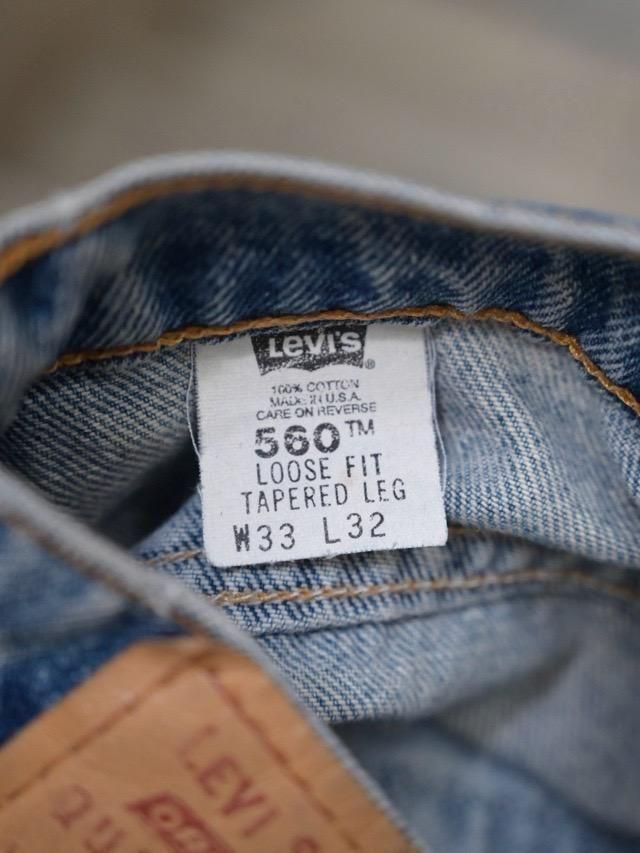 Levi's ®
100% COTTON
MADE IN U.S.A.
CARE ON REVERSE
560™
LOOSE FIT
TAPERED LEG
W33 L32
LEVI S